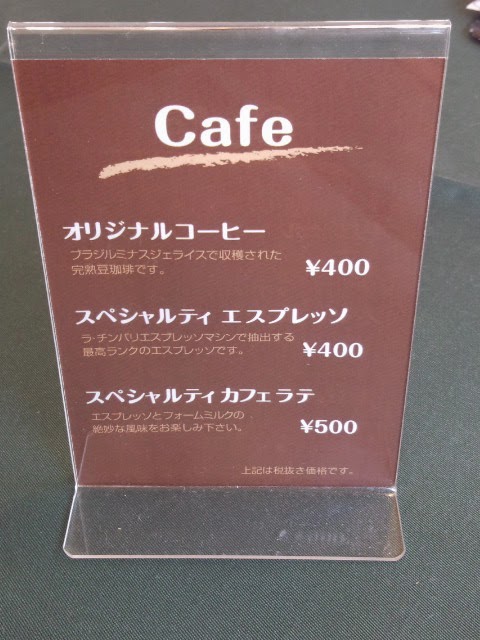 Cafe
オリジナルコーヒー
ブラジルミナスジェライスで収穫された
完熟豆珈琲です。
¥400
スペシャルティ エスプレッソ
ラ・チンバリエスプレッソマシンで抽出する
最高ランクのエスプレッソです。
¥400
スペシャルティカフェラテ
エスプレッソとフォームミルクの
絶妙な風味をお楽しみ下さい。
¥500
上記は税抜き価格です。